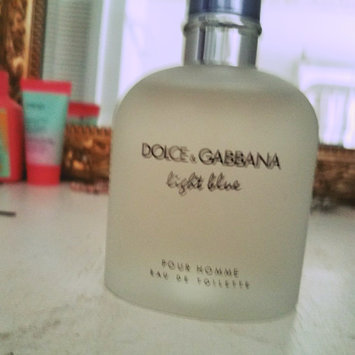 DOLCE & GABBANA
light blue
POUR HOMME
EAU DE TOILETTE